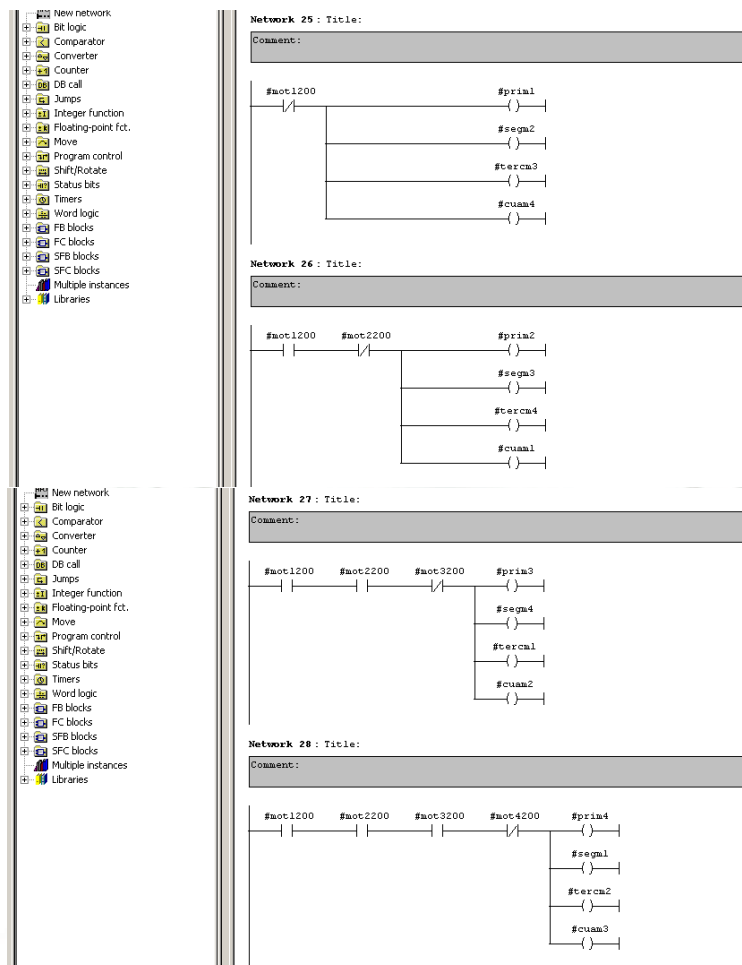 New network
Bit logic
Comparator
Converter
Counter
DB call
Jumps
Integer function
Floating-point fct.
Move
Program control
Shift/Rotate
Status bits
Timers
Word logic
FB blocks
FC blocks
SFB blocks
SFC blocks
Multiple instances
Libraries
Network 25 : Title:
Comment:
#mot1200 #prim1
#segm2
#tercm3
#cuam4
Network 26 : Title:
Comment:
#mot1200 #mot2200 #prim2
#segm3
#tercm4
#cuam1
New network
Bit logic
Comparator
Converter
Counter
DB call
Jumps
Integer function
Floating-point fct.
Move
Program control
Shift/Rotate
Status bits
Timers
Word logic
FB blocks
FC blocks
SFB blocks
SFC blocks
Multiple instances
Libraries
Network 27 : Title:
Comment:
#mot1200 #mot2200 #mot3200 #prim3
#segm4
#tercm1
#cuam2
Network 28 : Title:
Comment:
#mot1200 #mot2200 #mot3200 #mot4200 #prim4
#segm1
#tercm2
#cuam3